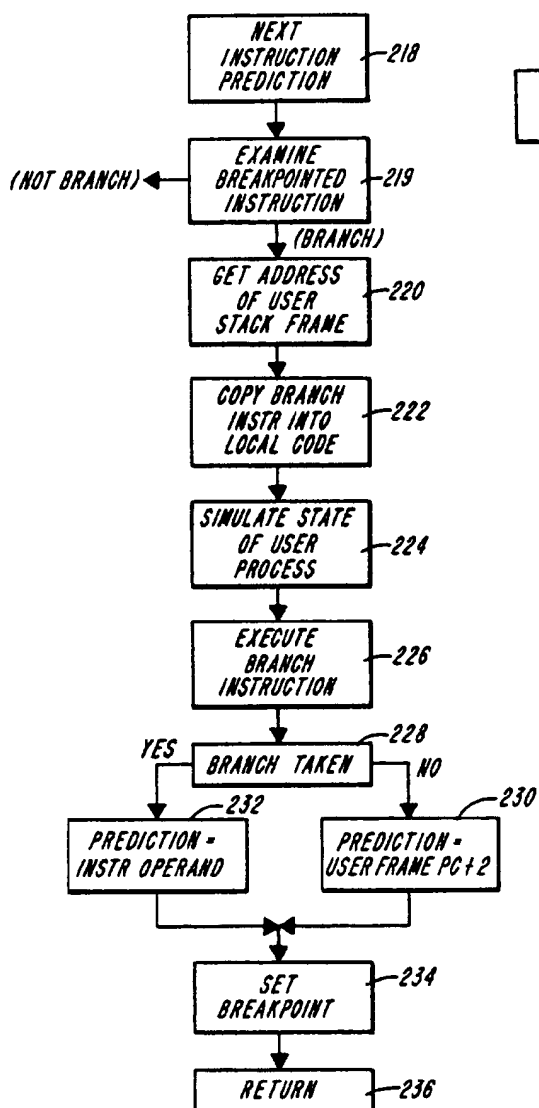 NEXT
INSTRUCTION
PREDICTION
218
EXAMINE
BREAKPOINTED
INSTRUCTION
219
(NOT BRANCH)
(BRANCH)
GET ADDRESS
OF USER
STACK FRAME
220
COPY BRANCH
INSTR INTO
LOCAL CODE
222
SIMULATE STATE
OF USER
PROCESS
224
EXECUTE
BRANCH
INSTRUCTION
226
228
YES
BRANCH TAKEN
NO
232
230
PREDICTION =
INSTR OPERAND
PREDICTION =
USER FRAME PC + 2
SET
BREAKPOINT
234
RETURN
236